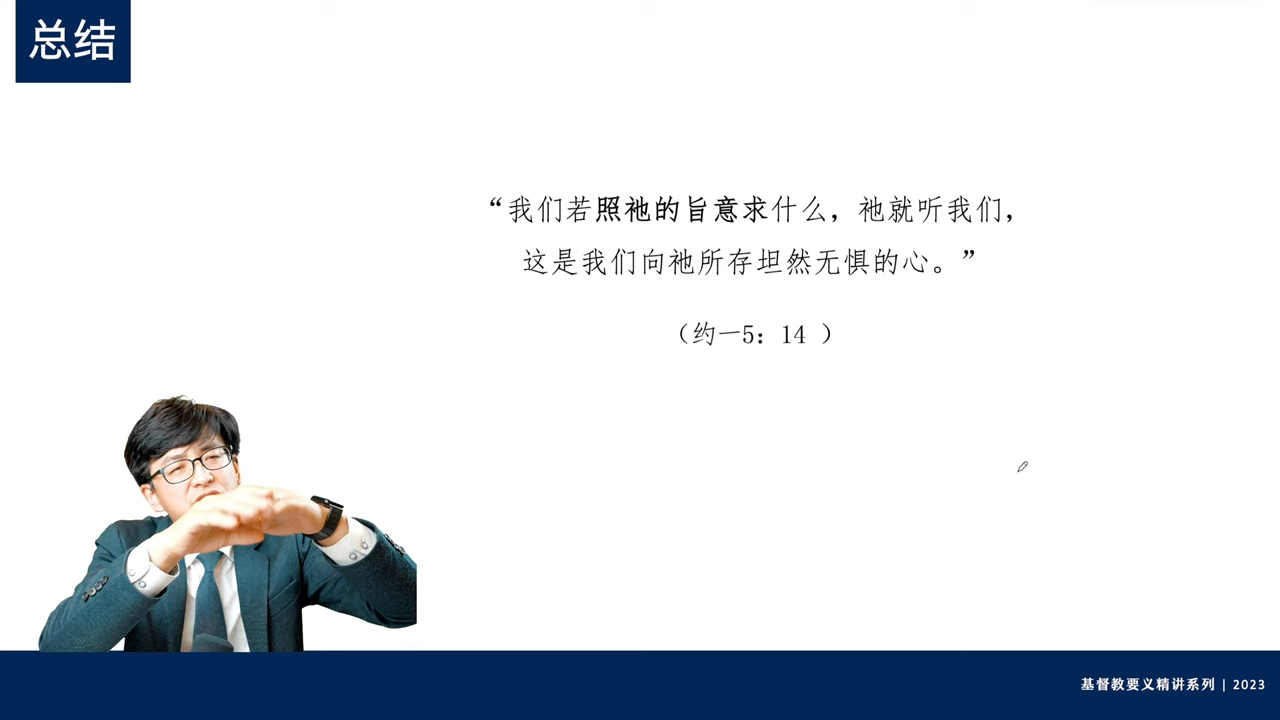 总结
“我们若照祂的旨意求什么，祂就听我们，
这是我们向祂所存坦然无惧的心。”
（约一5：14 ）
基督教要义精讲系列 | 2023